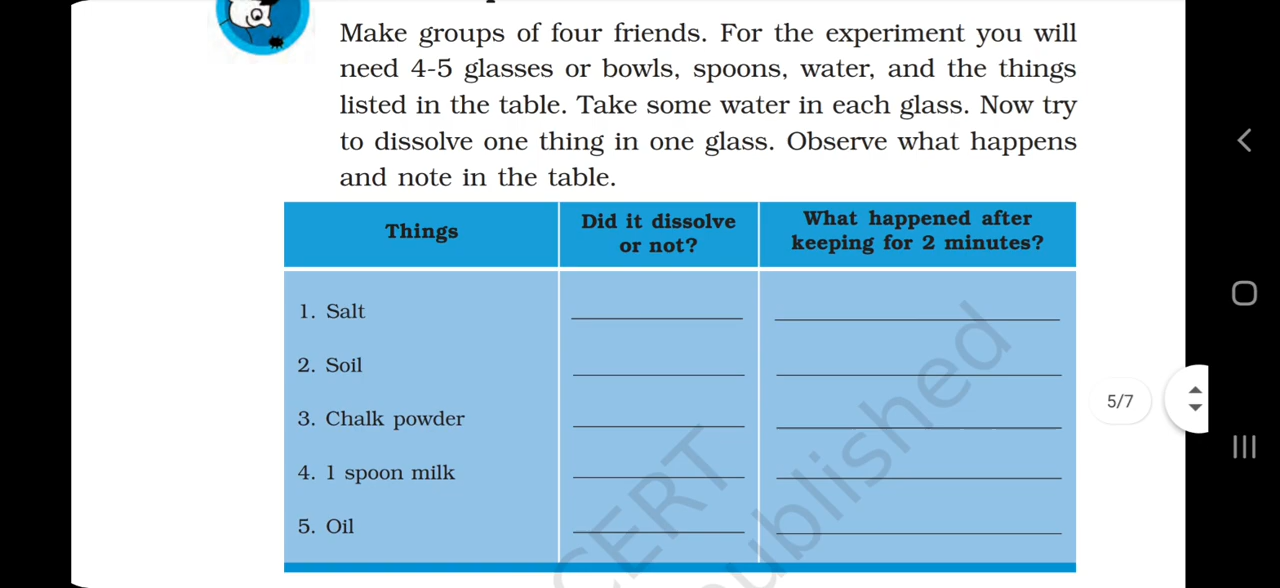 Make groups of four friends. For the experiment you will
need 4-5 glasses or bowls, spoons, water, and the things
listed in the table. Take some water in each glass. Now try
to dissolve one thing in one glass. Observe what happens
and note in the table.
Things
Did it dissolve
or not?
What happened after
keeping for 2 minutes?
1. Salt
2. Soil
3. Chalk powder
4. 1 spoon milk
5. Oil
5/7
CERT
published